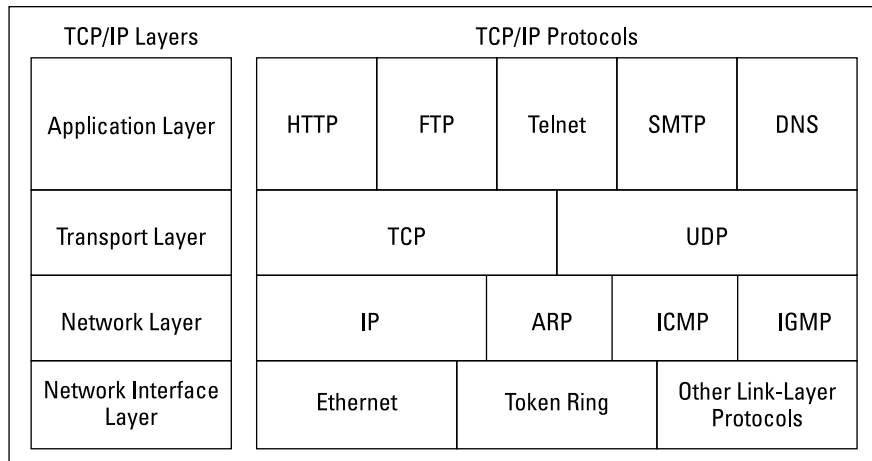 TCP/IP Layers
TCP/IP Protocols
Application Layer
HTTP
FTP
Telnet
SMTP
DNS
Transport Layer
TCP
UDP
Network Layer
IP
ARP
ICMP
IGMP
Network Interface
Layer
Ethernet
Token Ring
Other Link-Layer
Protocols